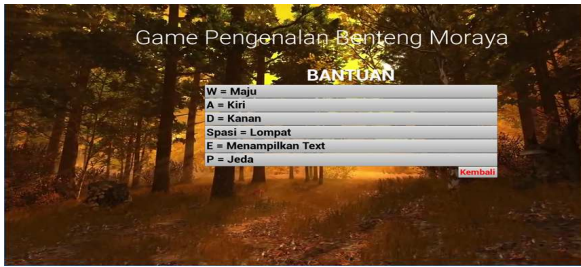 Game Pengenalan Benteng Moraya
BANTUAN
W = Maju
A = Kiri
D = Kanan
Spasi = Lompat
E = Menampilkan Text
P = Jeda
Kembali